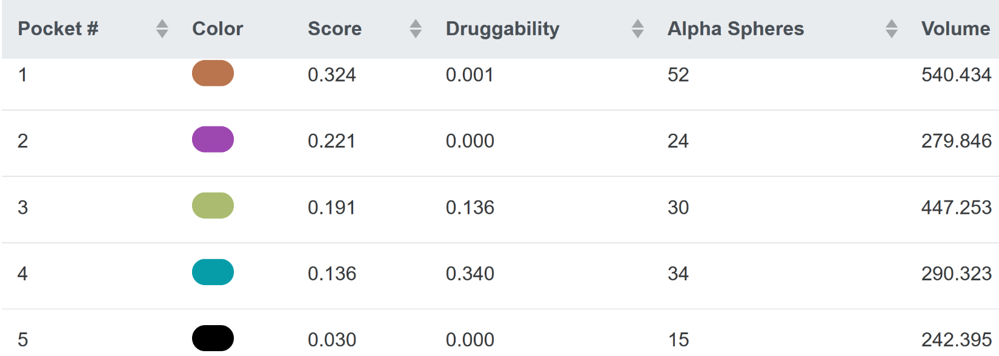 Pocket # Color Score Druggability Alpha Spheres Volume
1 0.324 0.001 52 540.434
2 0.221 0.000 24 279.846
3 0.191 0.136 30 447.253
4 0.136 0.340 34 290.323
5 0.030 0.000 15 242.395